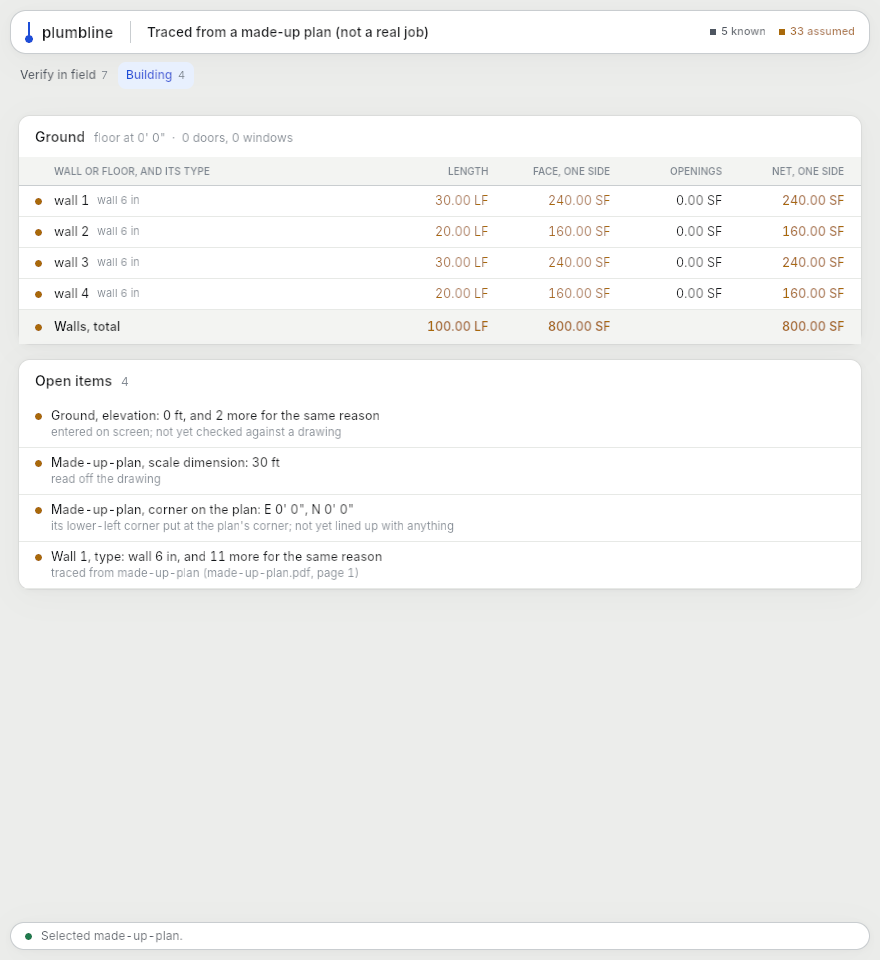 plumbline
Traced from a made-up plan (not a real job)
5 known
33 assumed
Verify in field 7
Building 4
Ground floor at 0' 0" · 0 doors, 0 windows
WALL OR FLOOR, AND ITS TYPE LENGTH FACE, ONE SIDE OPENINGS NET, ONE SIDE
wall 1 wall 6 in 30.00 LF 240.00 SF 0.00 SF 240.00 SF
wall 2 wall 6 in 20.00 LF 160.00 SF 0.00 SF 160.00 SF
wall 3 wall 6 in 30.00 LF 240.00 SF 0.00 SF 240.00 SF
wall 4 wall 6 in 20.00 LF 160.00 SF 0.00 SF 160.00 SF
Walls, total 100.00 LF 800.00 SF 800.00 SF
Open items 4
Ground, elevation: 0 ft, and 2 more for the same reason
entered on screen; not yet checked against a drawing
Made-up-plan, scale dimension: 30 ft
read off the drawing
Made-up-plan, corner on the plan: E 0' 0", N 0' 0"
its lower-left corner put at the plan's corner; not yet lined up with anything
Wall 1, type: wall 6 in, and 11 more for the same reason
traced from made-up-plan (made-up-plan.pdf, page 1)
Selected made-up-plan.